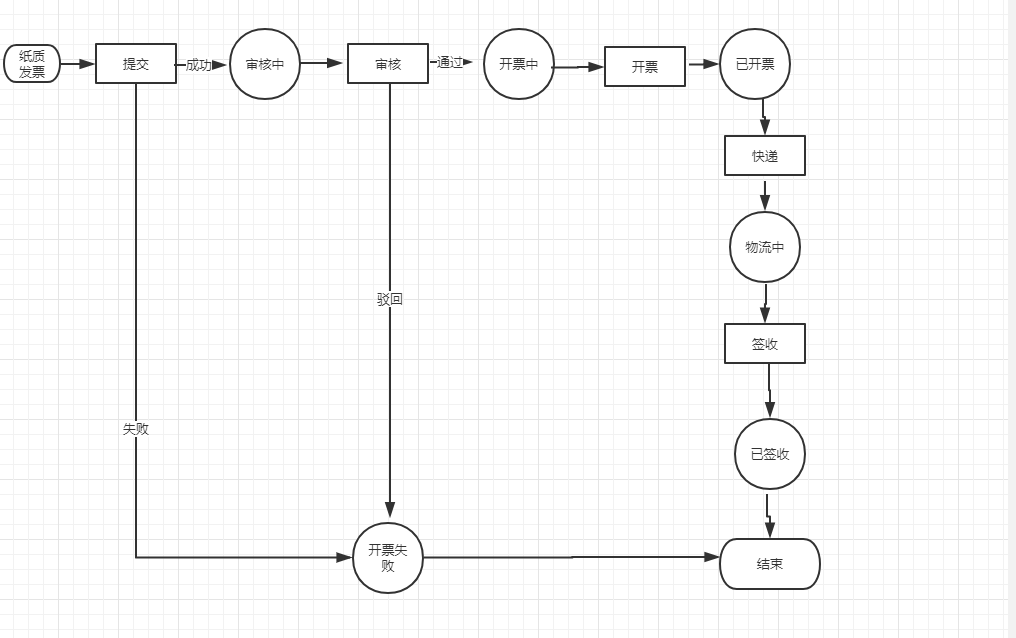 纸质
发票
提交
成功
审核中
审核
通过
开票中
开票
已开票
快递
物流中
驳回
签收
失败
已签收
开票失
败
结束